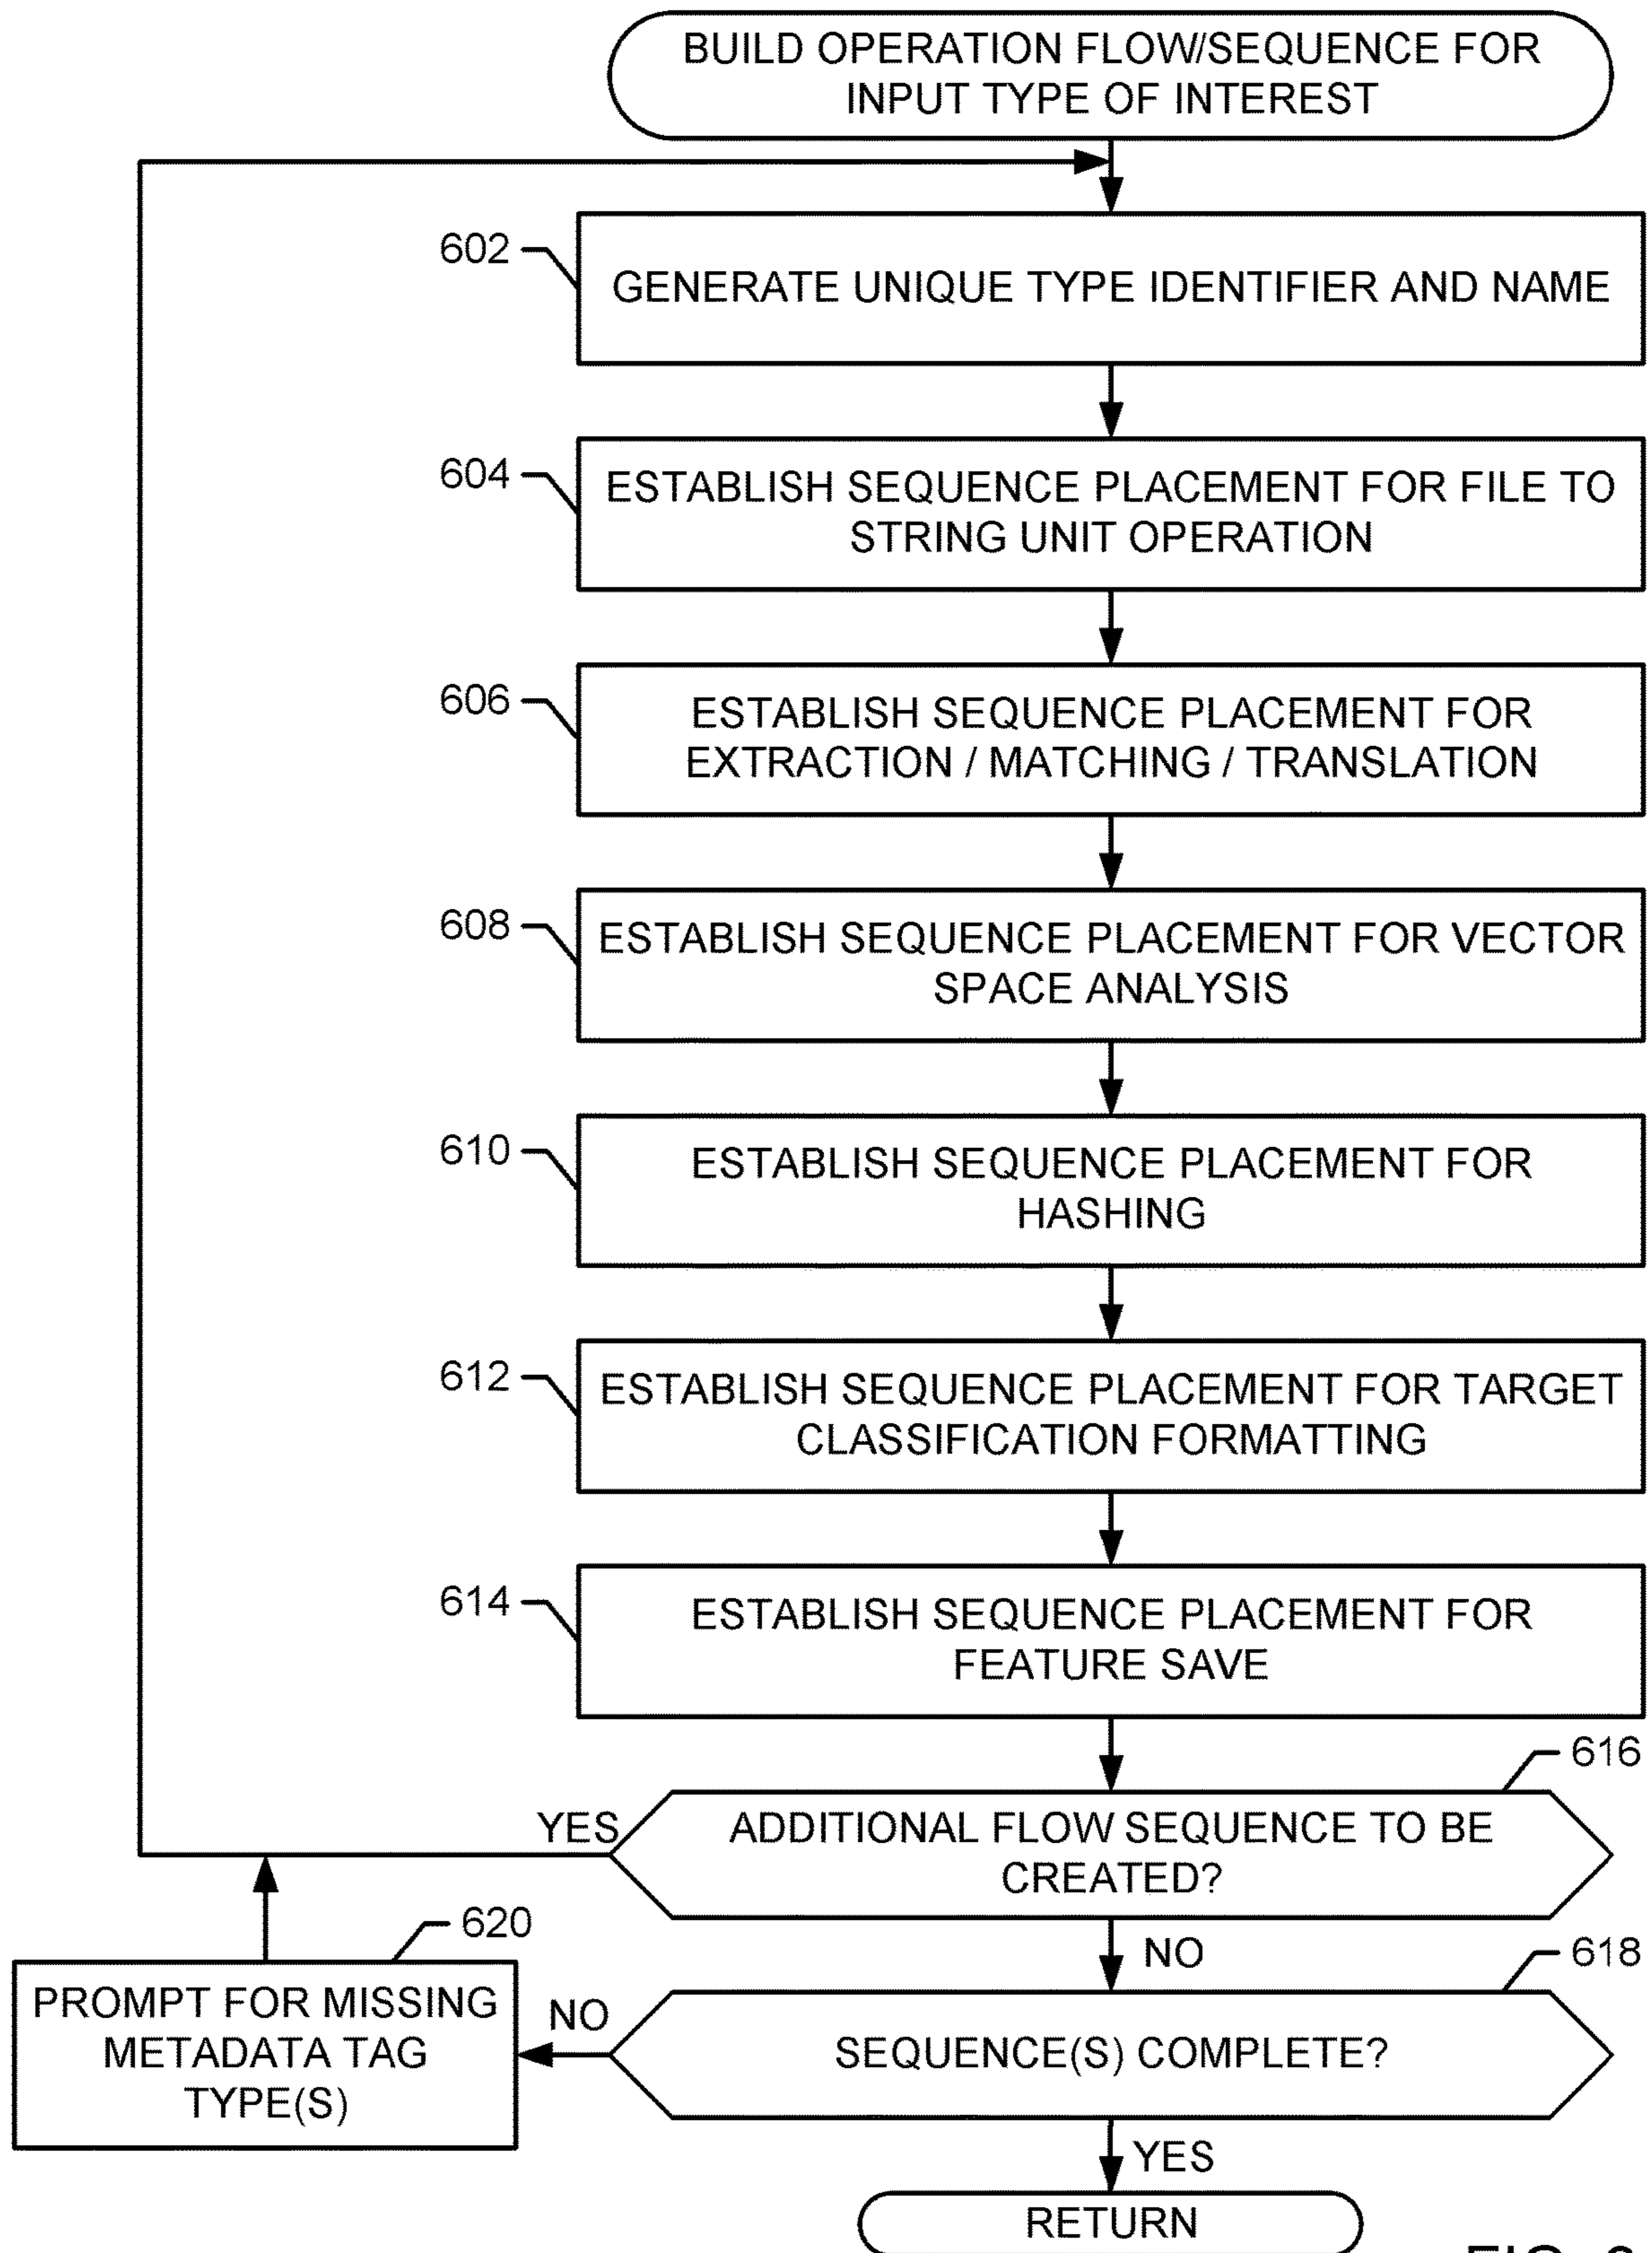 BUILD OPERATION FLOW/SEQUENCE FOR
INPUT TYPE OF INTEREST
602
GENERATE UNIQUE TYPE IDENTIFIER AND NAME
604
ESTABLISH SEQUENCE PLACEMENT FOR FILE TO
STRING UNIT OPERATION
606
ESTABLISH SEQUENCE PLACEMENT FOR
EXTRACTION / MATCHING / TRANSLATION
608
ESTABLISH SEQUENCE PLACEMENT FOR VECTOR
SPACE ANALYSIS
610
ESTABLISH SEQUENCE PLACEMENT FOR
HASHING
612
ESTABLISH SEQUENCE PLACEMENT FOR TARGET
CLASSIFICATION FORMATTING
614
ESTABLISH SEQUENCE PLACEMENT FOR
FEATURE SAVE
616
YES
ADDITIONAL FLOW SEQUENCE TO BE
CREATED?
620
NO
618
PROMPT FOR MISSING
METADATA TAG
TYPE(S)
NO
SEQUENCE(S) COMPLETE?
YES
RETURN